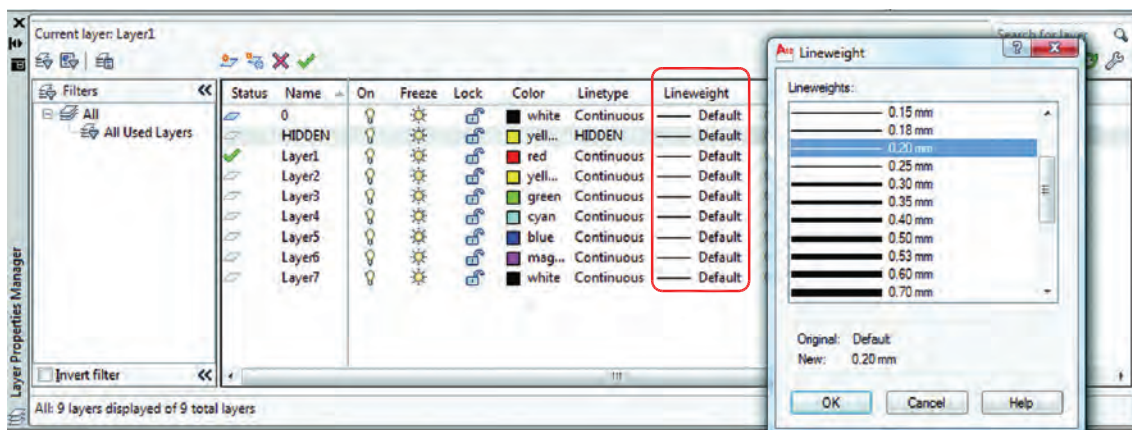 Current layer: Layer1
Search for layer
Filters
All
All Used Layers
Invert filter
Status Name On Freeze Lock Color Linetype Lineweight
0 white Continuous Default
HIDDEN yell... HIDDEN Default
Layer1 red Continuous Default
Layer2 yell... Continuous Default
Layer3 green Continuous Default
Layer4 cyan Continuous Default
Layer5 blue Continuous Default
Layer6 mag... Continuous Default
Layer7 white Continuous Default
All: 9 layers displayed of 9 total layers
Layer Properties Manager
Lineweight
Lineweights:
0.15 mm
0.18 mm
0.20 mm
0.25 mm
0.30 mm
0.35 mm
0.40 mm
0.50 mm
0.53 mm
0.60 mm
0.70 mm
Original: Default
New: 0.20 mm
OK Cancel Help